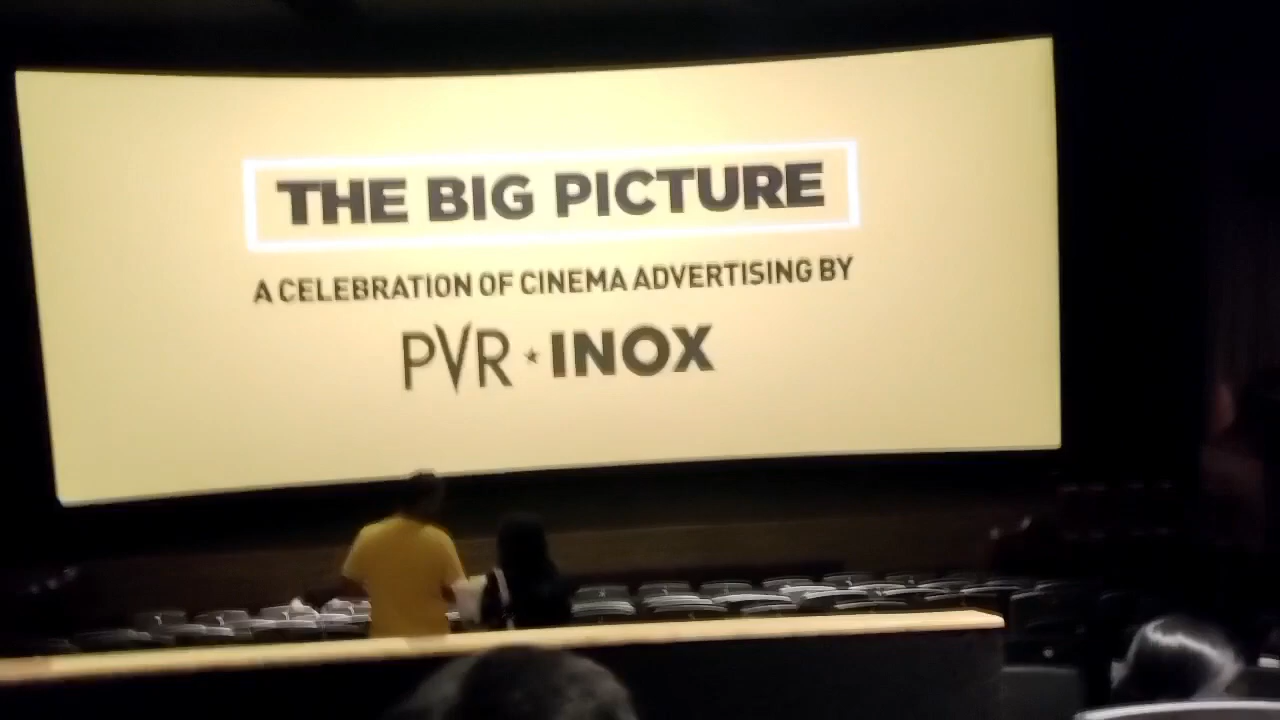 THE BIG PICTURE
A CELEBRATION OF CINEMA ADVERTISING BY
PVR ★ INOX